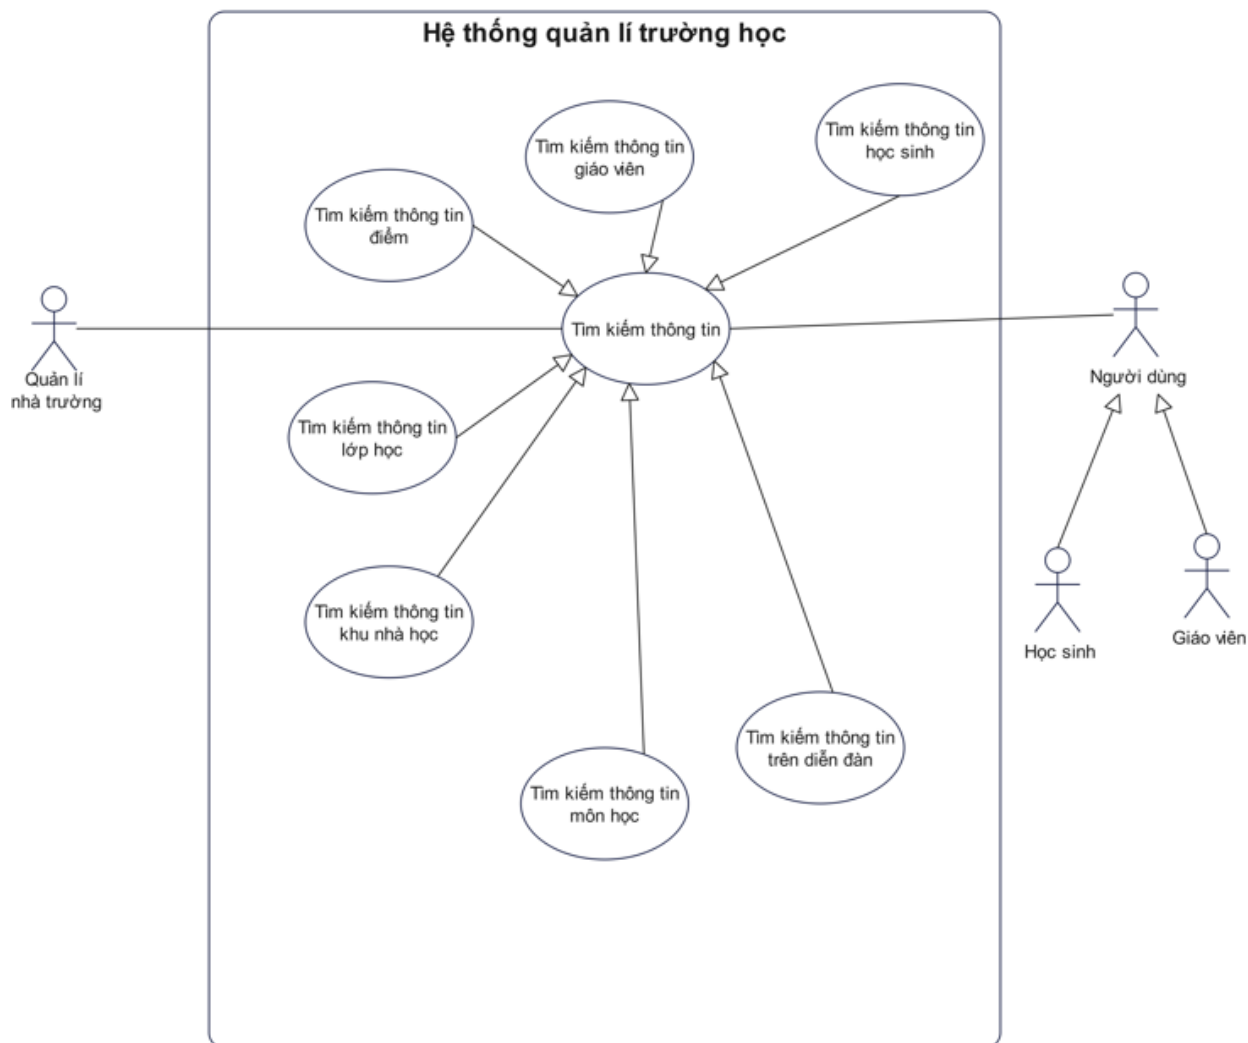 Hệ thống quản lí trường học
Tìm kiếm thông tin
học sinh
Tìm kiếm thông tin
giáo viên
Tìm kiếm thông tin
điểm
Tìm kiếm thông tin
Quản lí
nhà trường
Người dùng
Tìm kiếm thông tin
lớp học
Tìm kiếm thông tin
khu nhà học
Học sinh
Giáo viên
Tìm kiếm thông tin
trên diễn đàn
Tìm kiếm thông tin
môn học